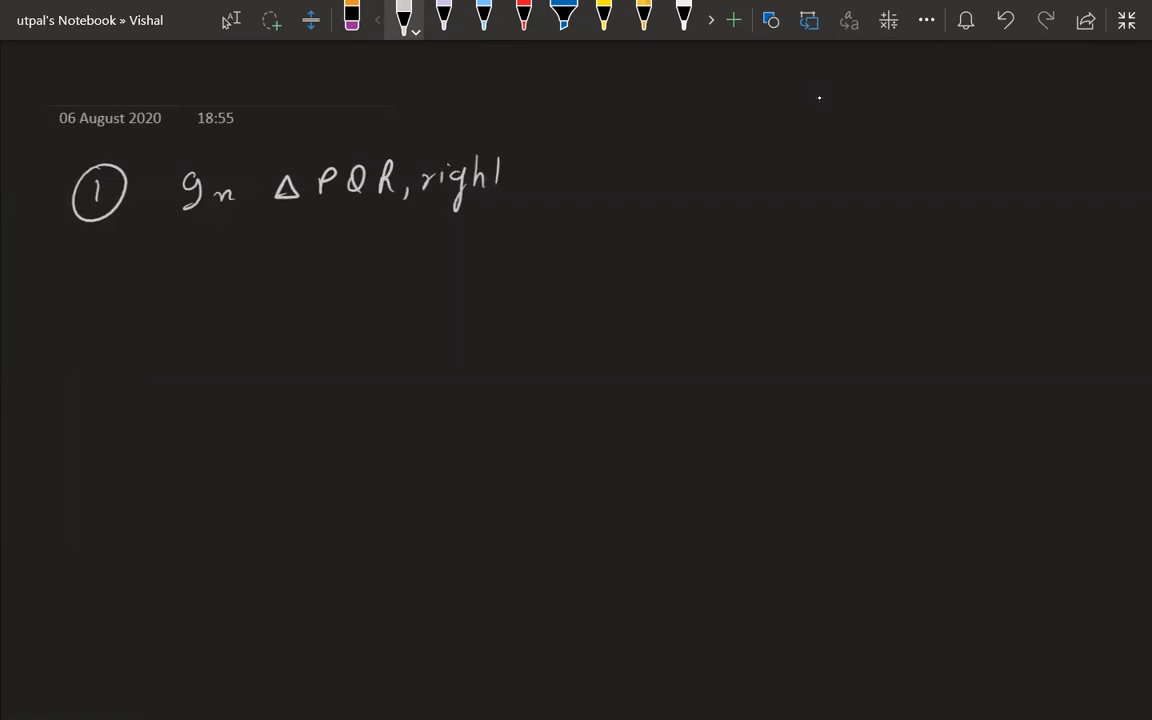 utpal's Notebook » Vishal
06 August 2020 18:55
① In Δ PQR, right